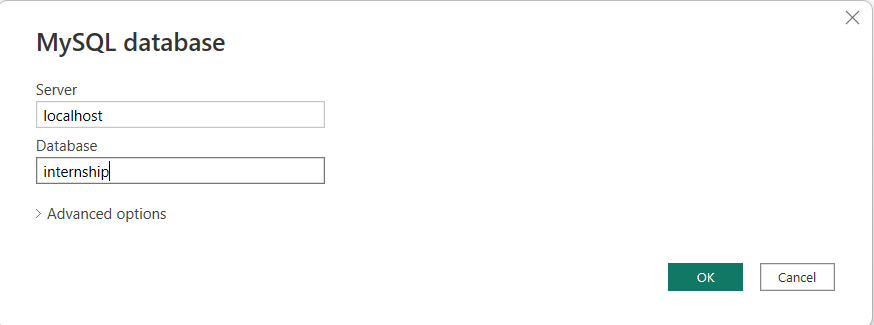 MySQL database
Server
localhost
Database
internship
Advanced options
OK
Cancel